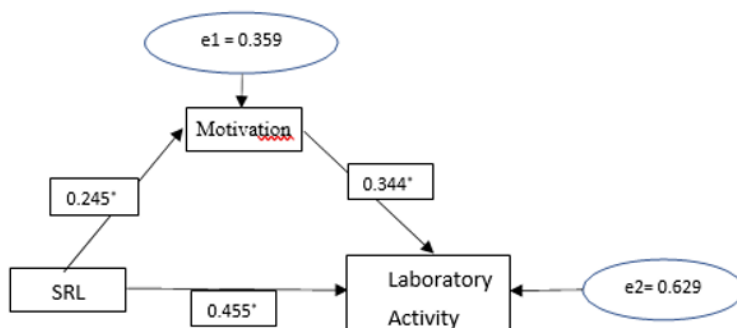 e1 = 0.359
Motivation
0.245*
0.344*
SRL
0.455*
Laboratory
Activity
e2= 0.629